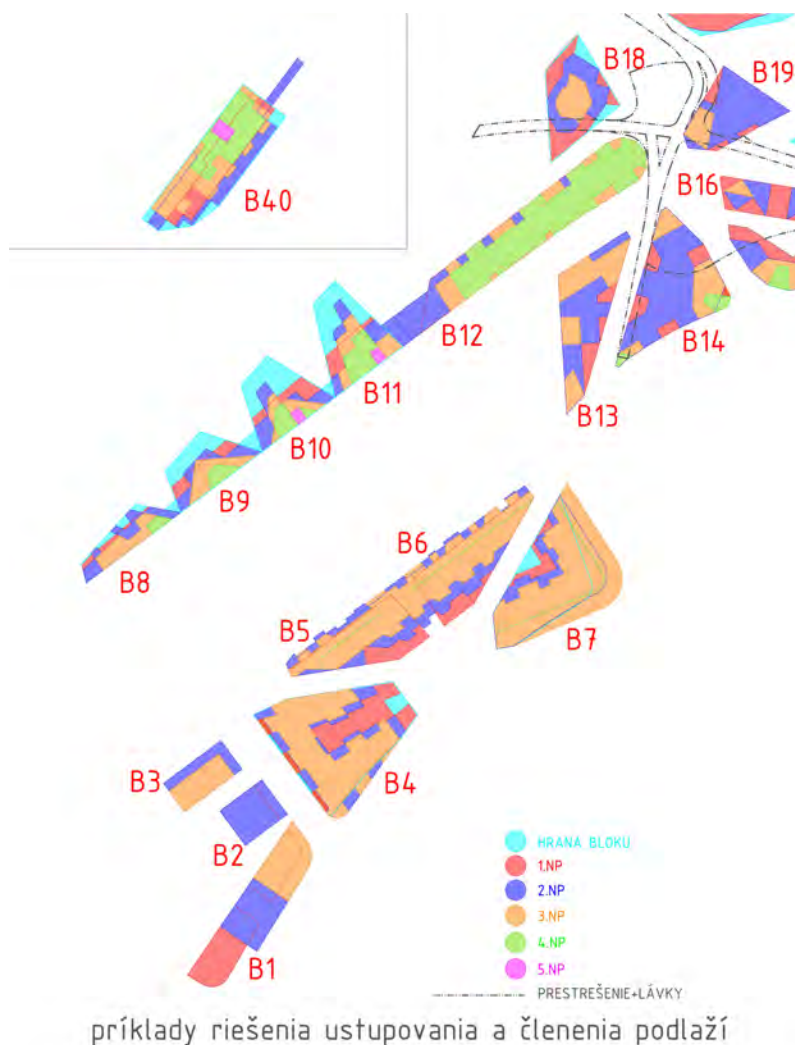 B18
B19
B40
B16
B12
B14
B11
B13
B10
B9
B8
B6
B5
B7
B3
B4
B2
B1
HRANA BLOKU
1.NP
2.NP
3.NP
4.NP
5.NP
PRESTREŠENIE+LÁVKY
príklady riešenia ustupovania a členenia podlaží